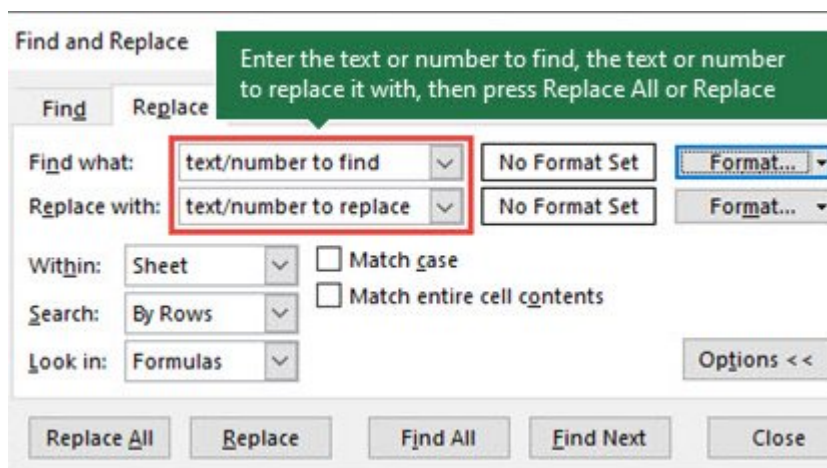 Find and Replace
Enter the text or number to find, the text or number
to replace it with, then press Replace All or Replace
Find Replace
Find what: text/number to find No Format Set Format...
Replace with: text/number to replace No Format Set Format...
Within: Sheet Match case
Match entire cell contents
Search: By Rows
Look in: Formulas Options <<
Replace All Replace Find All Find Next Close